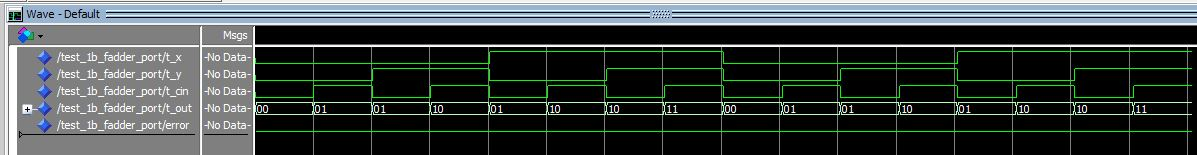 Wave - Default
Msgs
/test_1b_fadder_port/t_x -No Data-
/test_1b_fadder_port/t_y -No Data-
/test_1b_fadder_port/t_cin -No Data-
/test_1b_fadder_port/t_out -No Data- 00 01 01 10 01 10 10 11 00 01 01 10 01 10 10 11
/test_1b_fadder_port/error -No Data-